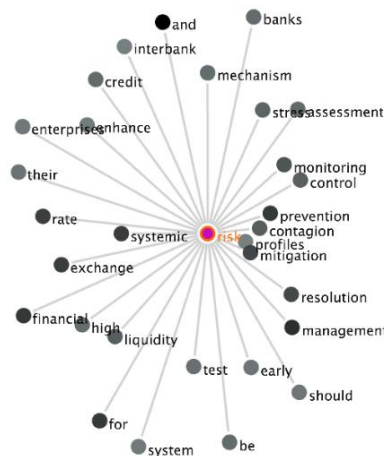 and
banks
interbank
credit
mechanism
stress
assessment
enterprises
enhance
their
monitoring
control
rate
prevention
systemic
risk
contagion
profiles
mitigation
exchange
resolution
financial
high
liquidity
management
test
early
should
for
system
be